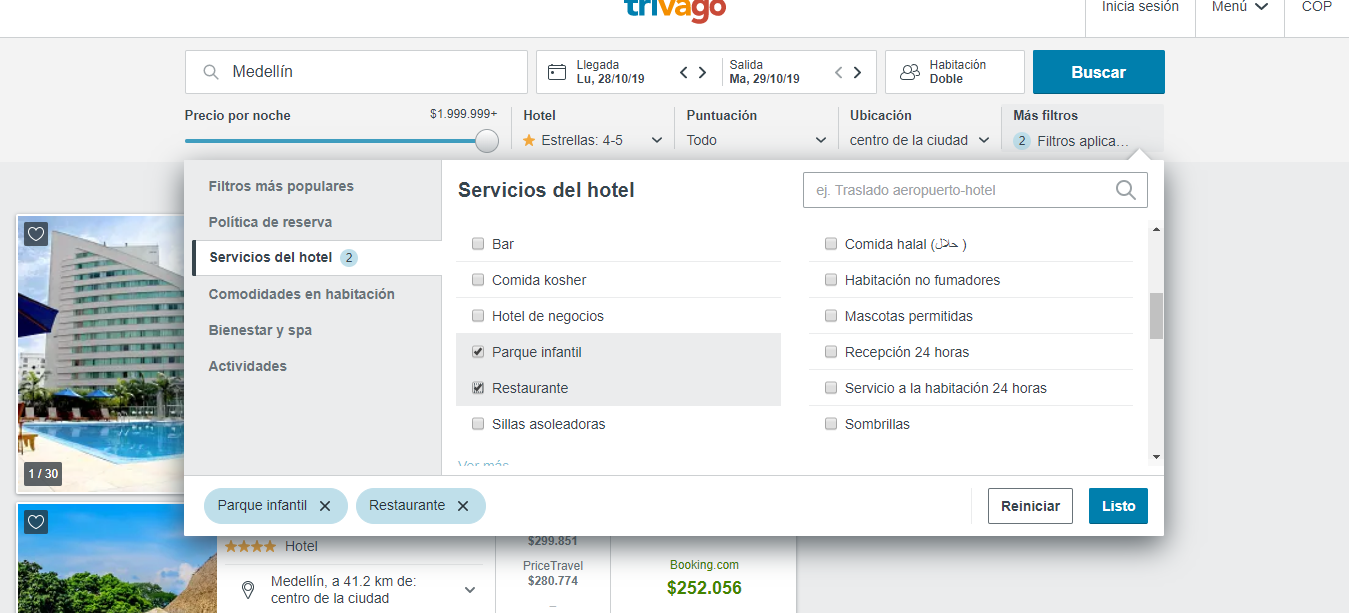 trivago
Inicia sesión
Menú
COP
Medellín
Llegada
Lu, 28/10/19
Salida
Ma, 29/10/19
Habitación
Doble
Buscar
Precio por noche
$1.999.999+
Hotel
Estrellas: 4-5
Puntuación
Todo
Ubicación
centro de la ciudad
Más filtros
2 Filtros aplica...
Filtros más populares
Política de reserva
Servicios del hotel 2
Comodidades en habitación
Bienestar y spa
Actividades
Servicios del hotel
ej. Traslado aeropuerto-hotel
Bar
Comida halal (حلال )
Comida kosher
Habitación no fumadores
Hotel de negocios
Mascotas permitidas
Parque infantil
Recepción 24 horas
Restaurante
Servicio a la habitación 24 horas
Sillas asoleadoras
Sombrillas
Ver más
1 / 30
Parque infantil
Restaurante
Reiniciar
Listo
Hotel
Medellín, a 41.2 km de:
centro de la ciudad
$299.851
PriceTravel
$280.774
Booking.com
$252.056